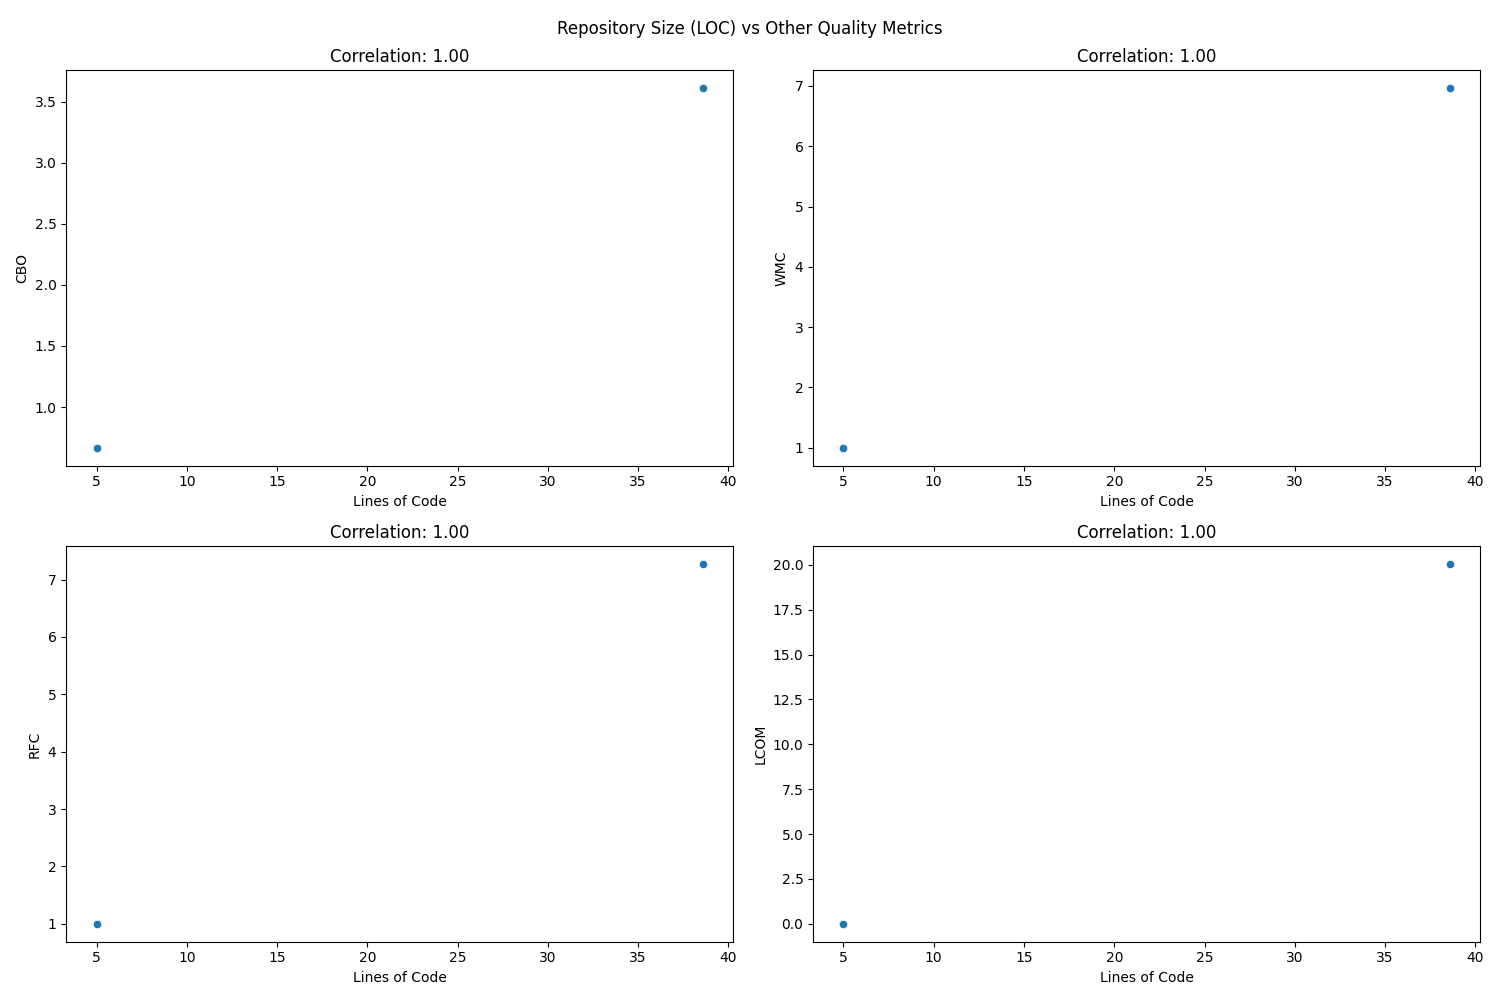 Repository Size (LOC) vs Other Quality Metrics
Correlation: 1.00
3.5
3.0
2.5
2.0
1.5
1.0
CBO
5 10 15 20 25 30 35 40
Lines of Code
Correlation: 1.00
7
6
5
4
3
2
1
WMC
5 10 15 20 25 30 35 40
Lines of Code
Correlation: 1.00
7
6
5
4
3
2
1
RFC
5 10 15 20 25 30 35 40
Lines of Code
Correlation: 1.00
20.0
17.5
15.0
12.5
10.0
7.5
5.0
2.5
0.0
LCOM
5 10 15 20 25 30 35 40
Lines of Code